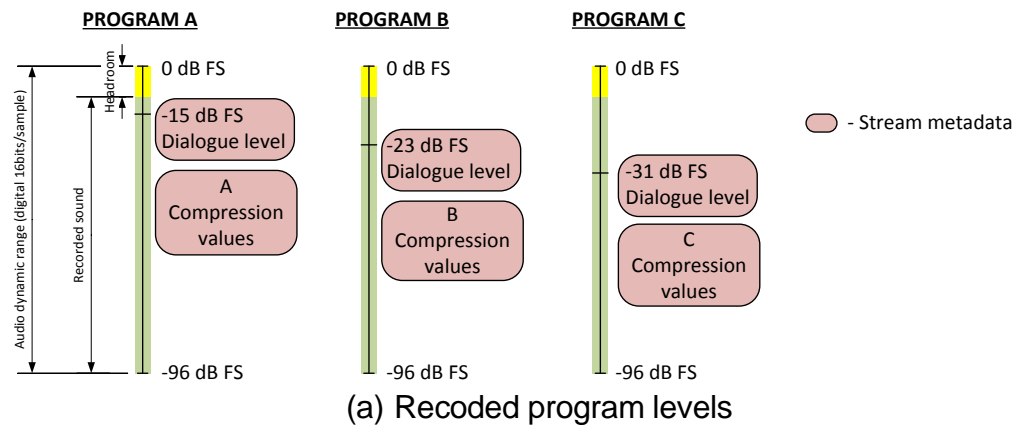 PROGRAM A
PROGRAM B
PROGRAM C
Audio dynamic range (digital 16bits/sample)
Recorded sound
Headroom
0 dB FS
-15 dB FS
Dialogue level
A
Compression
values
-96 dB FS
0 dB FS
-23 dB FS
Dialogue level
B
Compression
values
-96 dB FS
0 dB FS
-31 dB FS
Dialogue level
C
Compression
values
-96 dB FS
- Stream metadata
(a) Recoded program levels